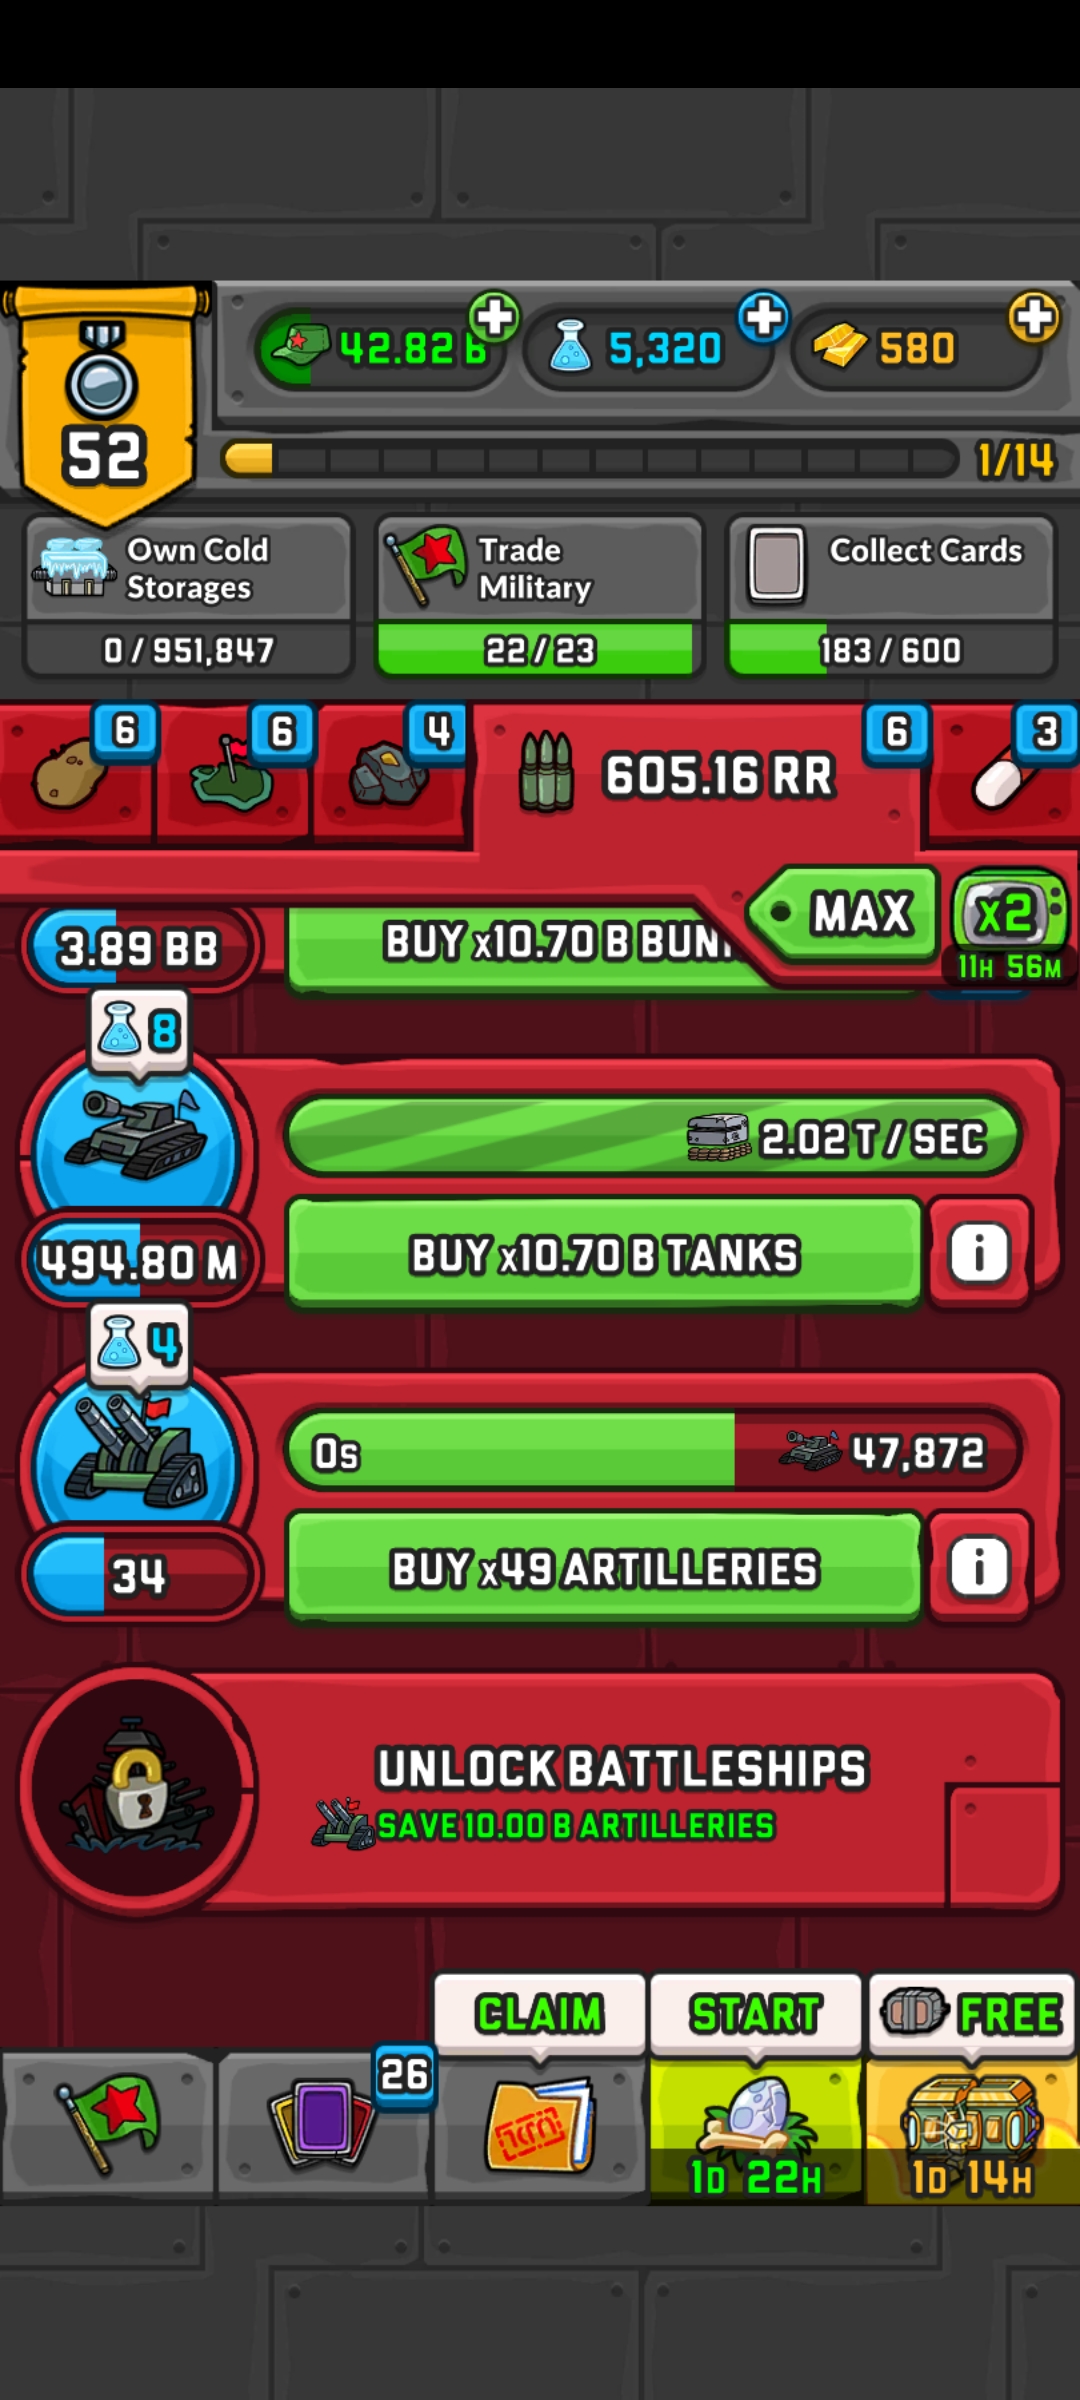 42.82 B
5,320
580
52
1/14
Own Cold
Storages
0 / 951,847
Trade
Military
22 / 23
Collect Cards
183 / 600
6
6
4
605.16 RR
6
3
MAX
x2
11H 56M
3.89 BB
BUY x10.70 B
8
2.02 T / SEC
494.80 M
BUY x10.70 B TANKS
i
4
0s
47,872
34
BUY x49 ARTILLERIES
i
UNLOCK BATTLESHIPS
SAVE 10.00 B ARTILLERIES
CLAIM
START
FREE
26
1D 22H
1D 14H